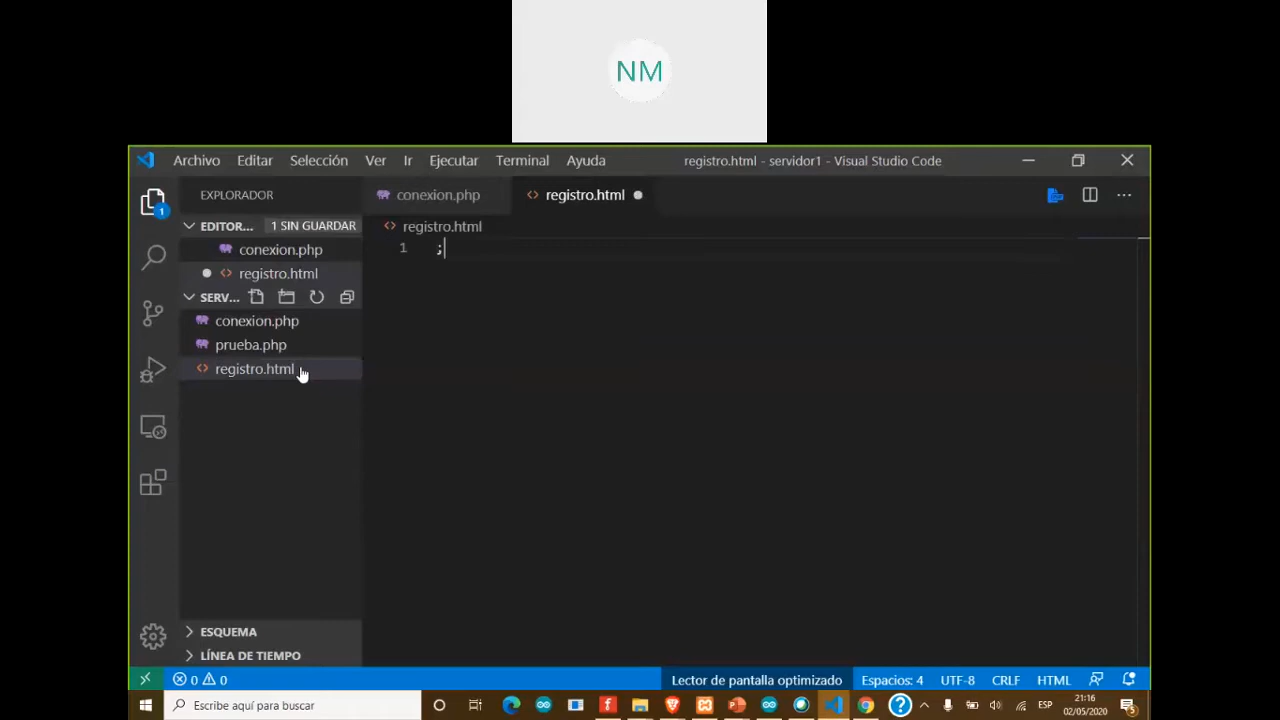 NM
Archivo Editar Selección Ver Ir Ejecutar Terminal Ayuda registro.html - servidor1 - Visual Studio Code
EXPLORADOR conexion.php registro.html
EDITOR... 1 SIN GUARDAR registro.html
1 ;
conexion.php
registro.html
1
SERV...
conexion.php
prueba.php
registro.html
ESQUEMA
LÍNEA DE TIEMPO
0 0 Lector de pantalla optimizado Espacios: 4 UTF-8 CRLF HTML
Escribe aquí para buscar
ESP
21:16
02/05/2020
5